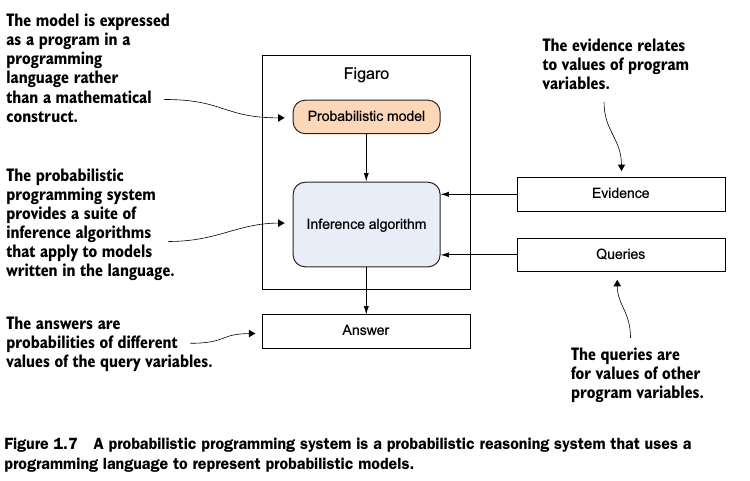 The model is expressed
as a program in a
programming
language rather
than a mathematical
construct.
Figaro
Probabilistic model
The evidence relates
to values of program
variables.
The probabilistic
programming system
provides a suite of
inference algorithms
that apply to models
written in the language.
Inference algorithm
Evidence
Queries
The answers are
probabilities of different
values of the query variables.
Answer
The queries are
for values of other
program variables.
Figure 1.7 A probabilistic programming system is a probabilistic reasoning system that uses a
programming language to represent probabilistic models.